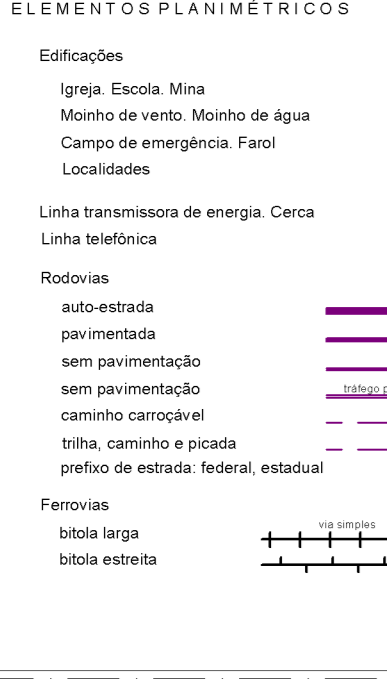 ELEMENTOS PLANIMÉTRICOS
Edificações
Igreja. Escola. Mina
Moinho de vento. Moinho de água
Campo de emergência. Farol
Localidades
Linha transmissora de energia. Cerca
Linha telefônica
Rodovias
auto-estrada
pavimentada
sem pavimentação
sem pavimentação
tráfego p
caminho carroçável
trilha, caminho e picada
prefixo de estrada: federal, estadual
Ferrovias
bitola larga
via simples
bitola estreita